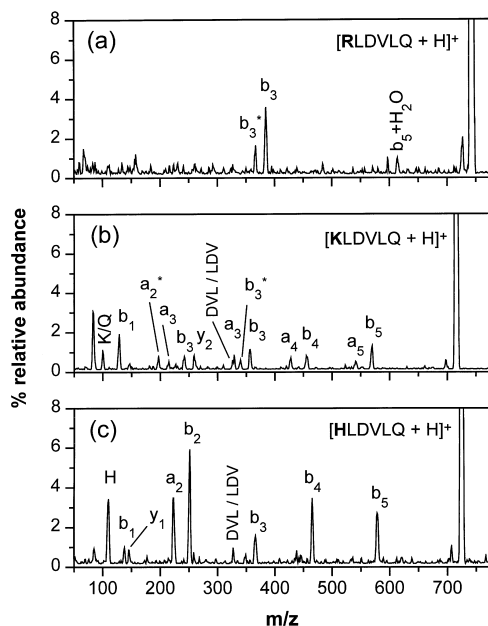 (a)
[RLDVLQ + H]+
8
6
4
2
0
b3*
b3
b5+H2O
% relative abundance
(b)
[KLDVLQ + H]+
8
6
4
2
0
K/Q
b1
a2*
a3
b3
y2
DVL / LDV
a3
b3*
b3
a4
b4
a5
b5
(c)
[HLDVLQ + H]+
8
6
4
2
0
H
b1
y1
a2
b2
DVL / LDV
b3
b4
b5
100 200 300 400 500 600 700
m/z